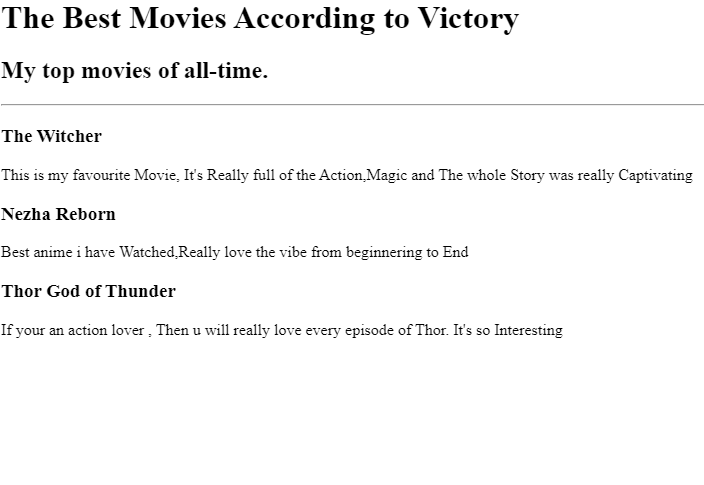 The Best Movies According to Victory
My top movies of all-time.
The Witcher
This is my favourite Movie, It's Really full of the Action,Magic and The whole Story was really Captivating
Nezha Reborn
Best anime i have Watched,Really love the vibe from beginnering to End
Thor God of Thunder
If your an action lover , Then u will really love every episode of Thor. It's so Interesting